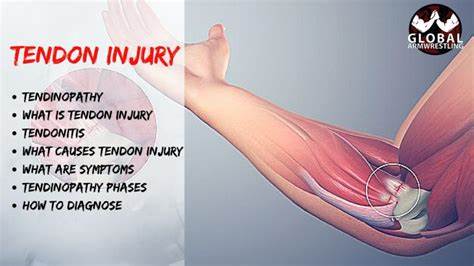 TENDON INJURY
GLOBAL
ARMWRESTLING
• TENDINOPATHY
• WHAT IS TENDON INJURY
• TENDONITIS
• WHAT CAUSES TENDON INJURY
• WHAT ARE SYMPTOMS
• TENDINOPATHY PHASES
• HOW TO DIAGNOSE